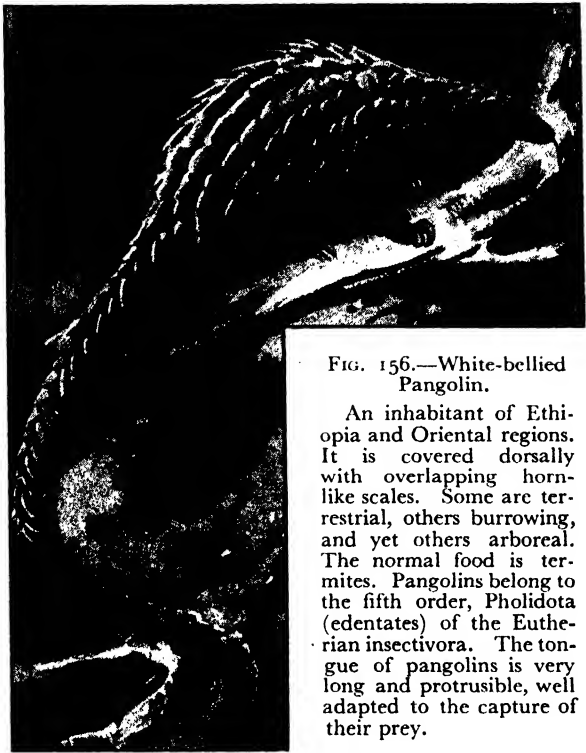 FIG. 156.—White-bellied
Pangolin.
An inhabitant of Ethi-
opia and Oriental regions.
It is covered dorsally
with overlapping horn-
like scales. Some are ter-
restrial, others burrowing,
and yet others arboreal.
The normal food is ter-
mites. Pangolins belong to
the fifth order, Pholidota
(edentates) of the Euthe-
rian insectivora. The ton-
gue of pangolins is very
long and protrusible, well
adapted to the capture of
their prey.